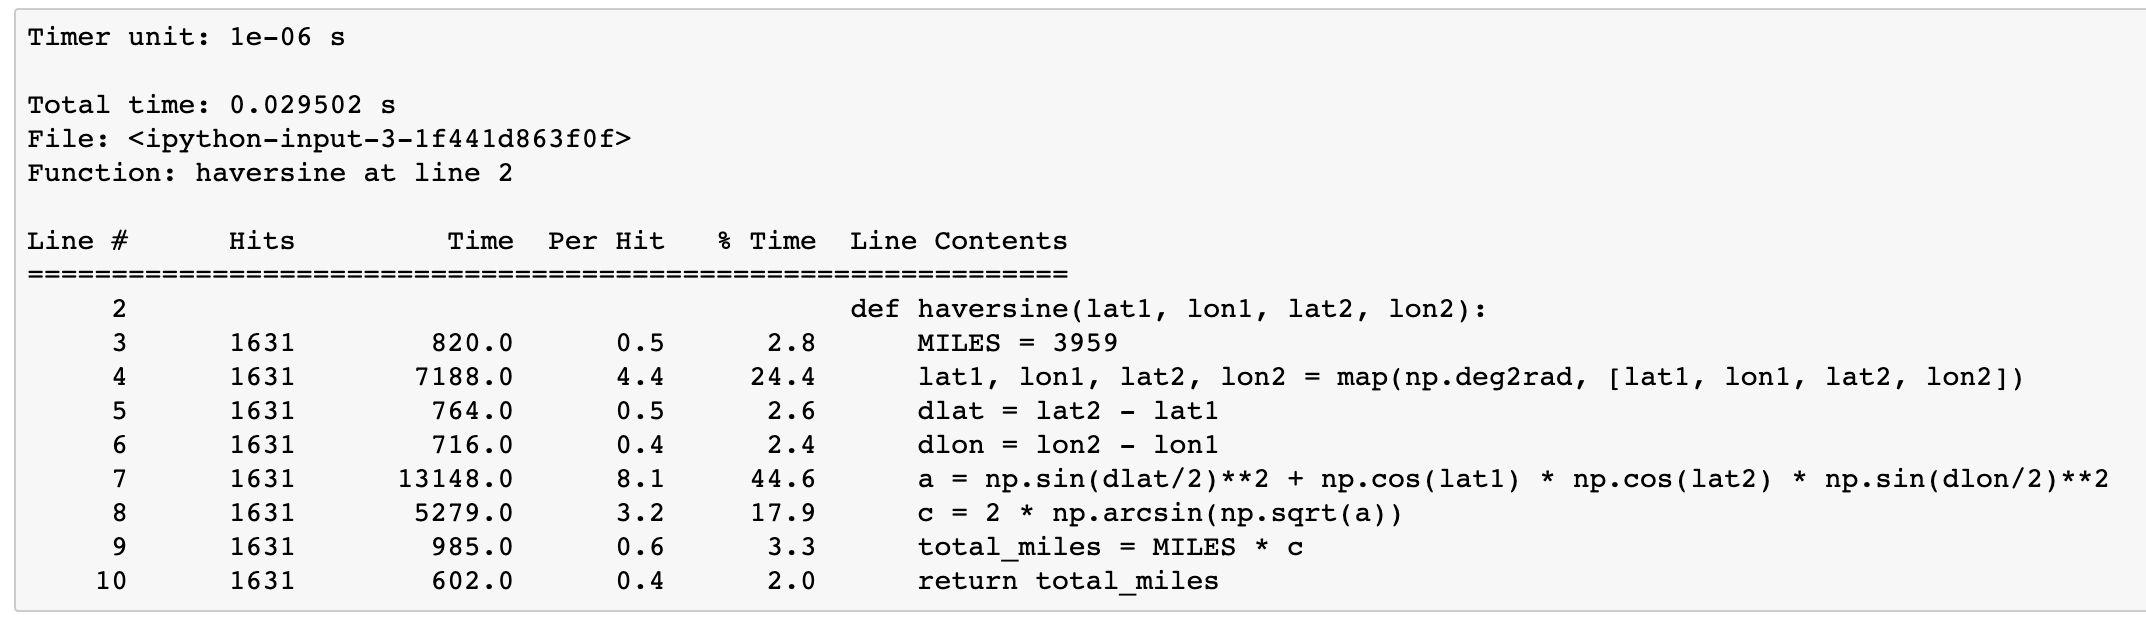 Timer unit: 1e-06 s
Total time: 0.029502 s
File: <ipython-input-3-1f441d863f0f>
Function: haversine at line 2
Line #      Hits         Time  Per Hit   % Time  Line Contents
==============================================================
     2                                           def haversine(lat1, lon1, lat2, lon2):
     3      1631        820.0      0.5      2.8      MILES = 3959
     4      1631       7188.0      4.4     24.4      lat1, lon1, lat2, lon2 = map(np.deg2rad, [lat1, lon1, lat2, lon2])
     5      1631        764.0      0.5      2.6      dlat = lat2 - lat1
     6      1631        716.0      0.4      2.4      dlon = lon2 - lon1
     7      1631      13148.0      8.1     44.6      a = np.sin(dlat/2)**2 + np.cos(lat1) * np.cos(lat2) * np.sin(dlon/2)**2
     8      1631       5279.0      3.2     17.9      c = 2 * np.arcsin(np.sqrt(a))
     9      1631        985.0      0.6      3.3      total_miles = MILES * c
    10      1631        602.0      0.4      2.0      return total_miles